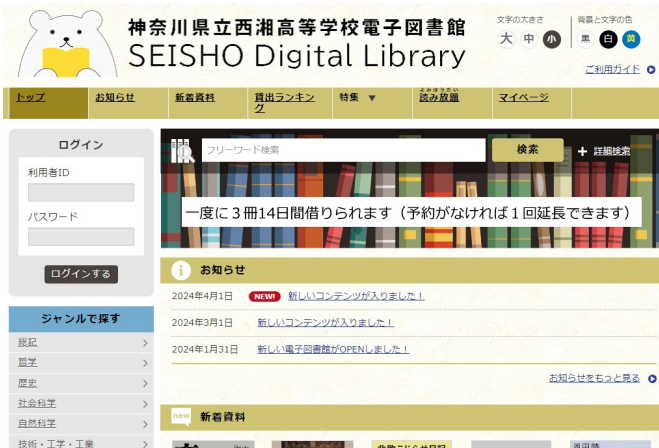 神奈川県立西湘高等学校電子図書館
SEISHO Digital Library
文字の大きさ
大 中 小
背景と文字の色
黒 白 黄
ご利用ガイド
トップ
お知らせ
新着資料
貸出ランキング
特集 ▼
よみほうだい
読み放題
マイページ
ログイン
利用者ID
パスワード
ログインする
フリーワード検索
検索
+ 詳細検索
一度に3冊14日間借りられます（予約がなければ1回延長できます）
お知らせ
2024年4月1日 NEW! 新しいコンテンツが入りました！
2024年3月1日 新しいコンテンツが入りました！
2024年1月31日 新しい電子図書館がOPENしました！
お知らせをもっと見る
ジャンルで探す
総記
哲学
歴史
社会科学
自然科学
技術・工学・工業
new 新着資料
恩田 陸